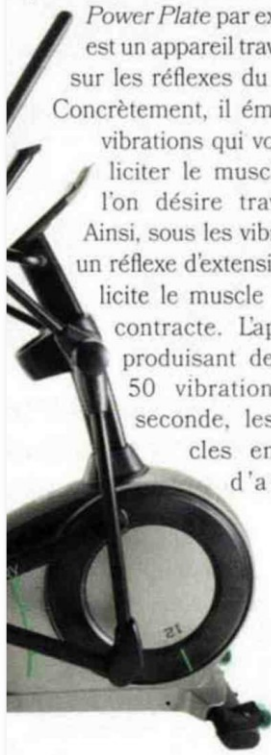 Power Plate par ex
est un appareil trav
sur les réflexes du
Concrètement, il ém
vibrations qui vo
liciter le musc
l'on désire tra
Ainsi, sous les vib
un réflexe d'extensi
licite le muscle
contracte. L'ap
produisant de
50 vibration
seconde, les
cles en
d'a
12